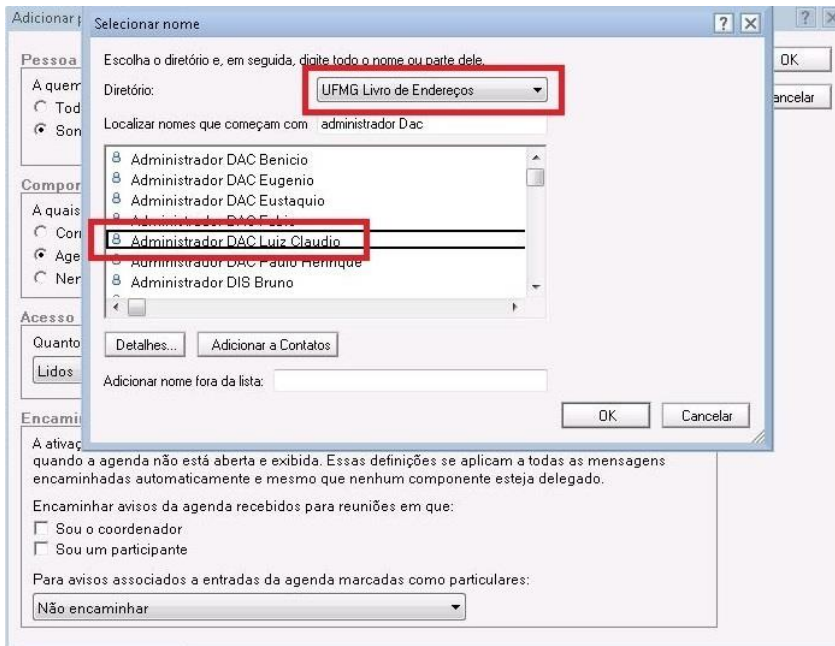 Adicionar
Selecionar nome
Escolha o diretório e, em seguida, digite todo o nome ou parte dele.
Diretório: UFMG Livro de Endereços
Localizar nomes que começam com administrador Dac
Administrador DAC Benicio
Administrador DAC Eugenio
Administrador DAC Eustaquio
Administrador DAC Fabio
Administrador DAC Luiz Claudio
Administrador DAC Paulo Henrique
Administrador DIS Bruno
Detalhes... Adicionar a Contatos
Adicionar nome fora da lista:
OK Cancelar
OK
ancelar
Pessoa
A quem
Tod
Son
Compor
A quais
Corr
Age
Ner
Acesso
Quanto
Lidos
Encami
A ativaç
quando a agenda não está aberta e exibida. Essas definições se aplicam a todas as mensagens
encaminhadas automaticamente e mesmo que nenhum componente esteja delegado.
Encaminhar avisos da agenda recebidos para reuniões em que:
Sou o coordenador
Sou um participante
Para avisos associados a entradas da agenda marcadas como particulares:
Não encaminhar